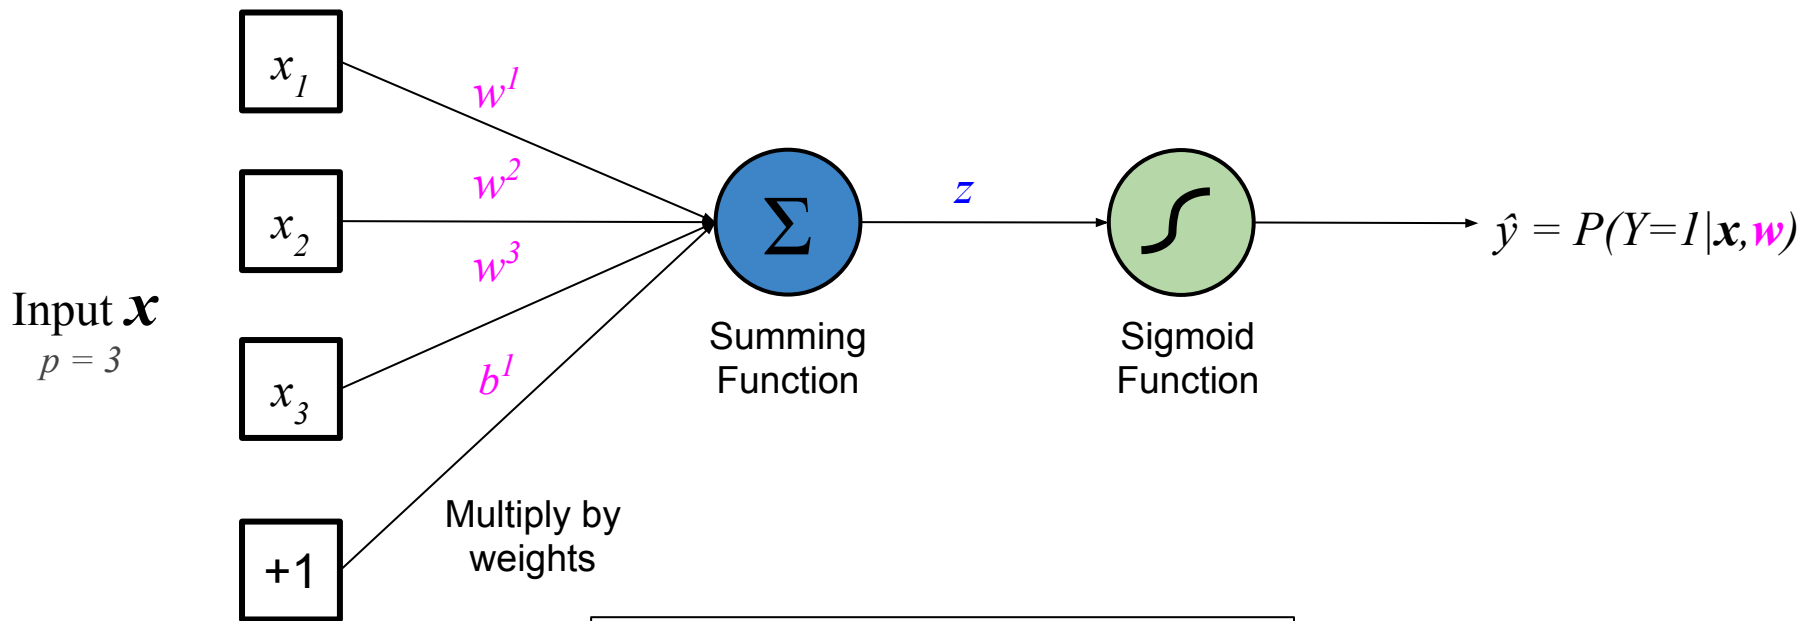 x₁
w¹
x₂
w²
Σ
z
ŷ = P(Y=1|x,w)
w³
Input x
p = 3
x₃
b¹
Summing
Function
Sigmoid
Function
Multiply by
weights
+1